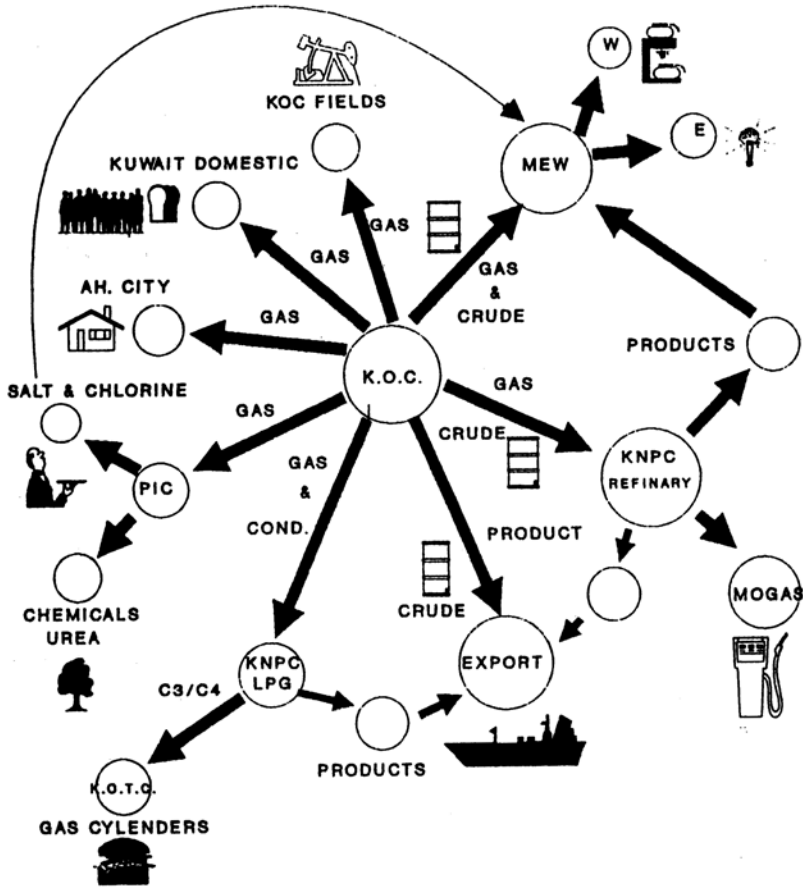 W
KOC FIELDS
E
MEW
KUWAIT DOMESTIC
GAS
GAS
GAS
&
CRUDE
AH. CITY
GAS
PRODUCTS
K.O.C.
SALT & CHLORINE
GAS
GAS
CRUDE
KNPC
REFINARY
GAS
&
COND.
PIC
PRODUCT
CHEMICALS
UREA
CRUDE
MOGAS
KNPC
LPG
EXPORT
C3/C4
PRODUCTS
K.O.T.C.
GAS CYLENDERS